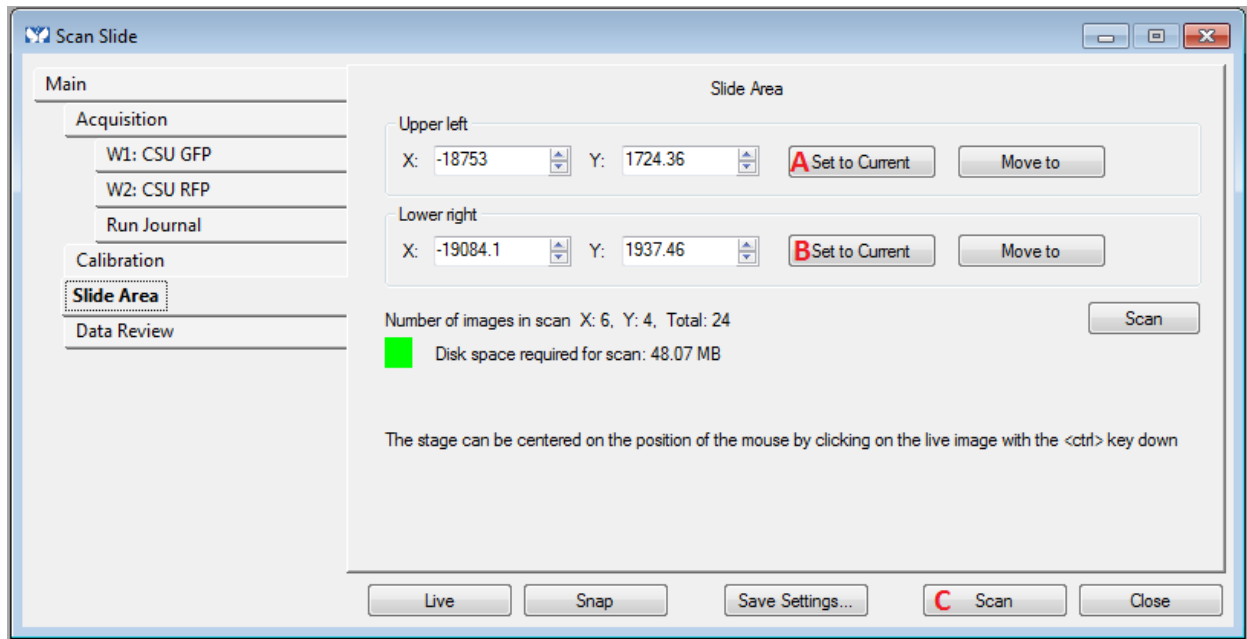 Scan Slide
Main
Acquisition
W1: CSU GFP
W2: CSU RFP
Run Journal
Calibration
Slide Area
Data Review
Slide Area
Upper left
X: -18753 Y: 1724.36 A Set to Current Move to
Lower right
X: -19084.1 Y: 1937.46 B Set to Current Move to
Number of images in scan X: 6, Y: 4, Total: 24 Scan
Disk space required for scan: 48.07 MB
The stage can be centered on the position of the mouse by clicking on the live image with the <ctrl> key down
Live Snap Save Settings... C Scan Close